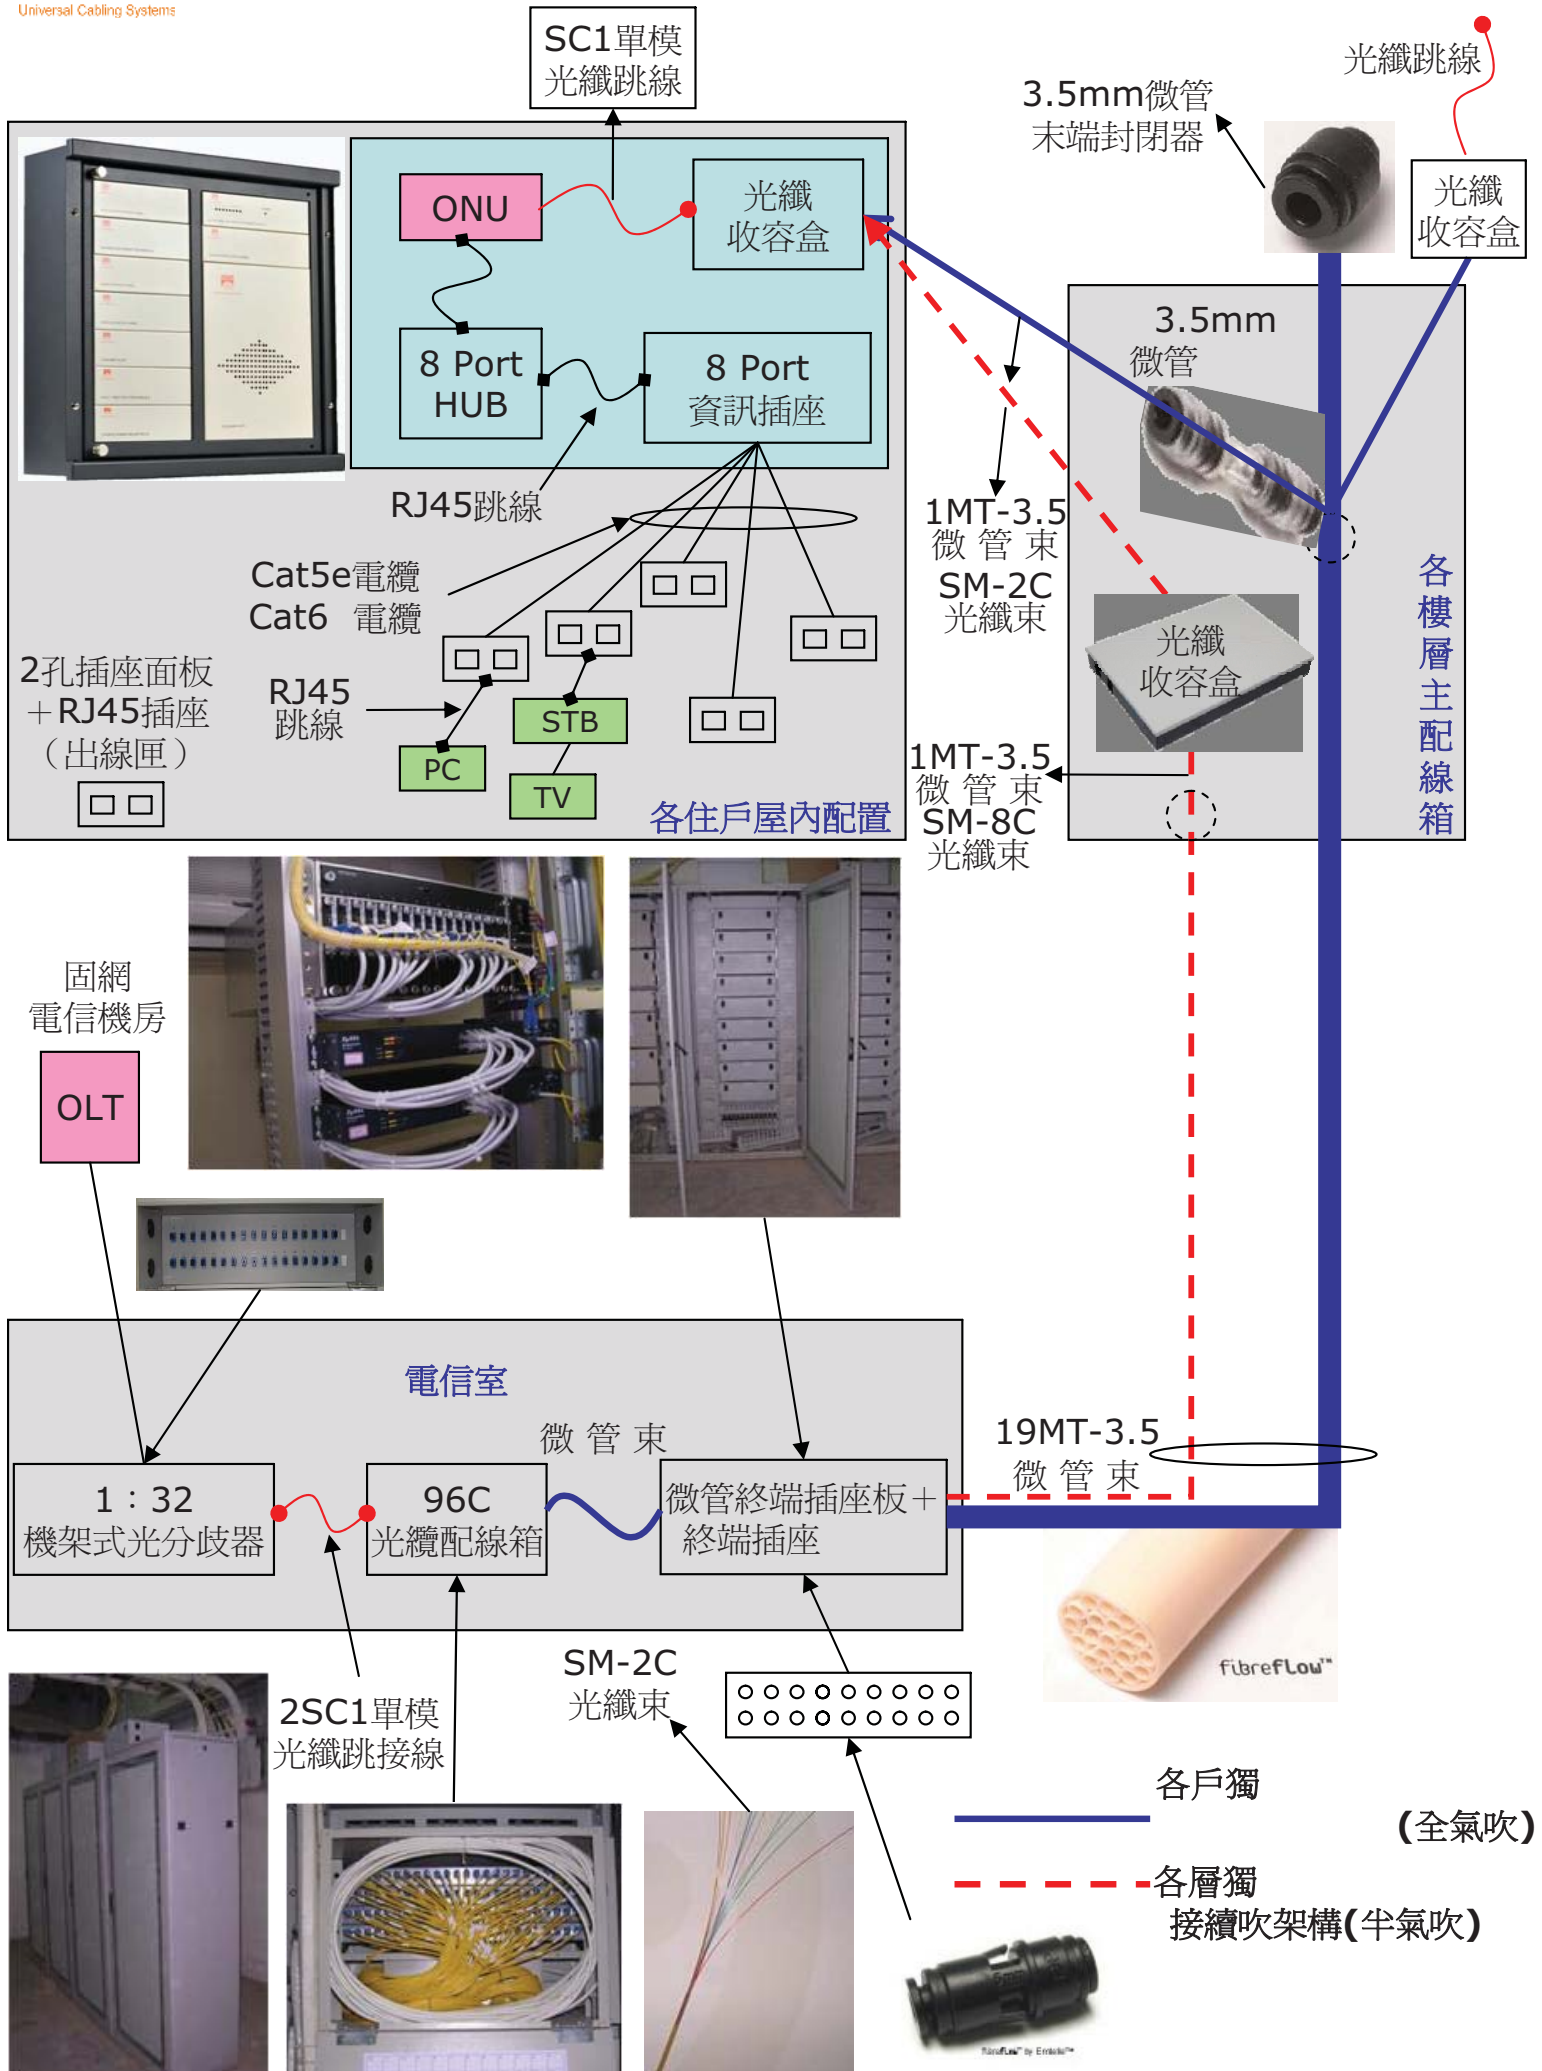 Universal Cabling Systems
SC1單模
光纖跳線
光纖跳線
3.5mm微管
末端封閉器
ONU
光纖
收容盒
光纖
收容盒
3.5mm
微管
8 Port
HUB
8 Port
資訊插座
RJ45跳線
1MT-3.5
微 管 束
SM-2C
光纖束
Cat5e電纜
Cat6 電纜
各樓層主配線箱
光纖
收容盒
2孔插座面板
＋RJ45插座
（出線匣）
RJ45
跳線
STB
PC
TV
1MT-3.5
微 管 束
SM-8C
光纖束
各住戶屋內配置
固網
電信機房
OLT
電信室
微 管 束
19MT-3.5
微 管 束
1：32
機架式光分歧器
96C
光纜配線箱
微管終端插座板＋
終端插座
fibreflow™
SM-2C
光纖束
2SC1單模
光纖跳接線
各戶獨
(全氣吹)
各層獨
接續吹架構(半氣吹)
fibreflow™ by Emtelle™